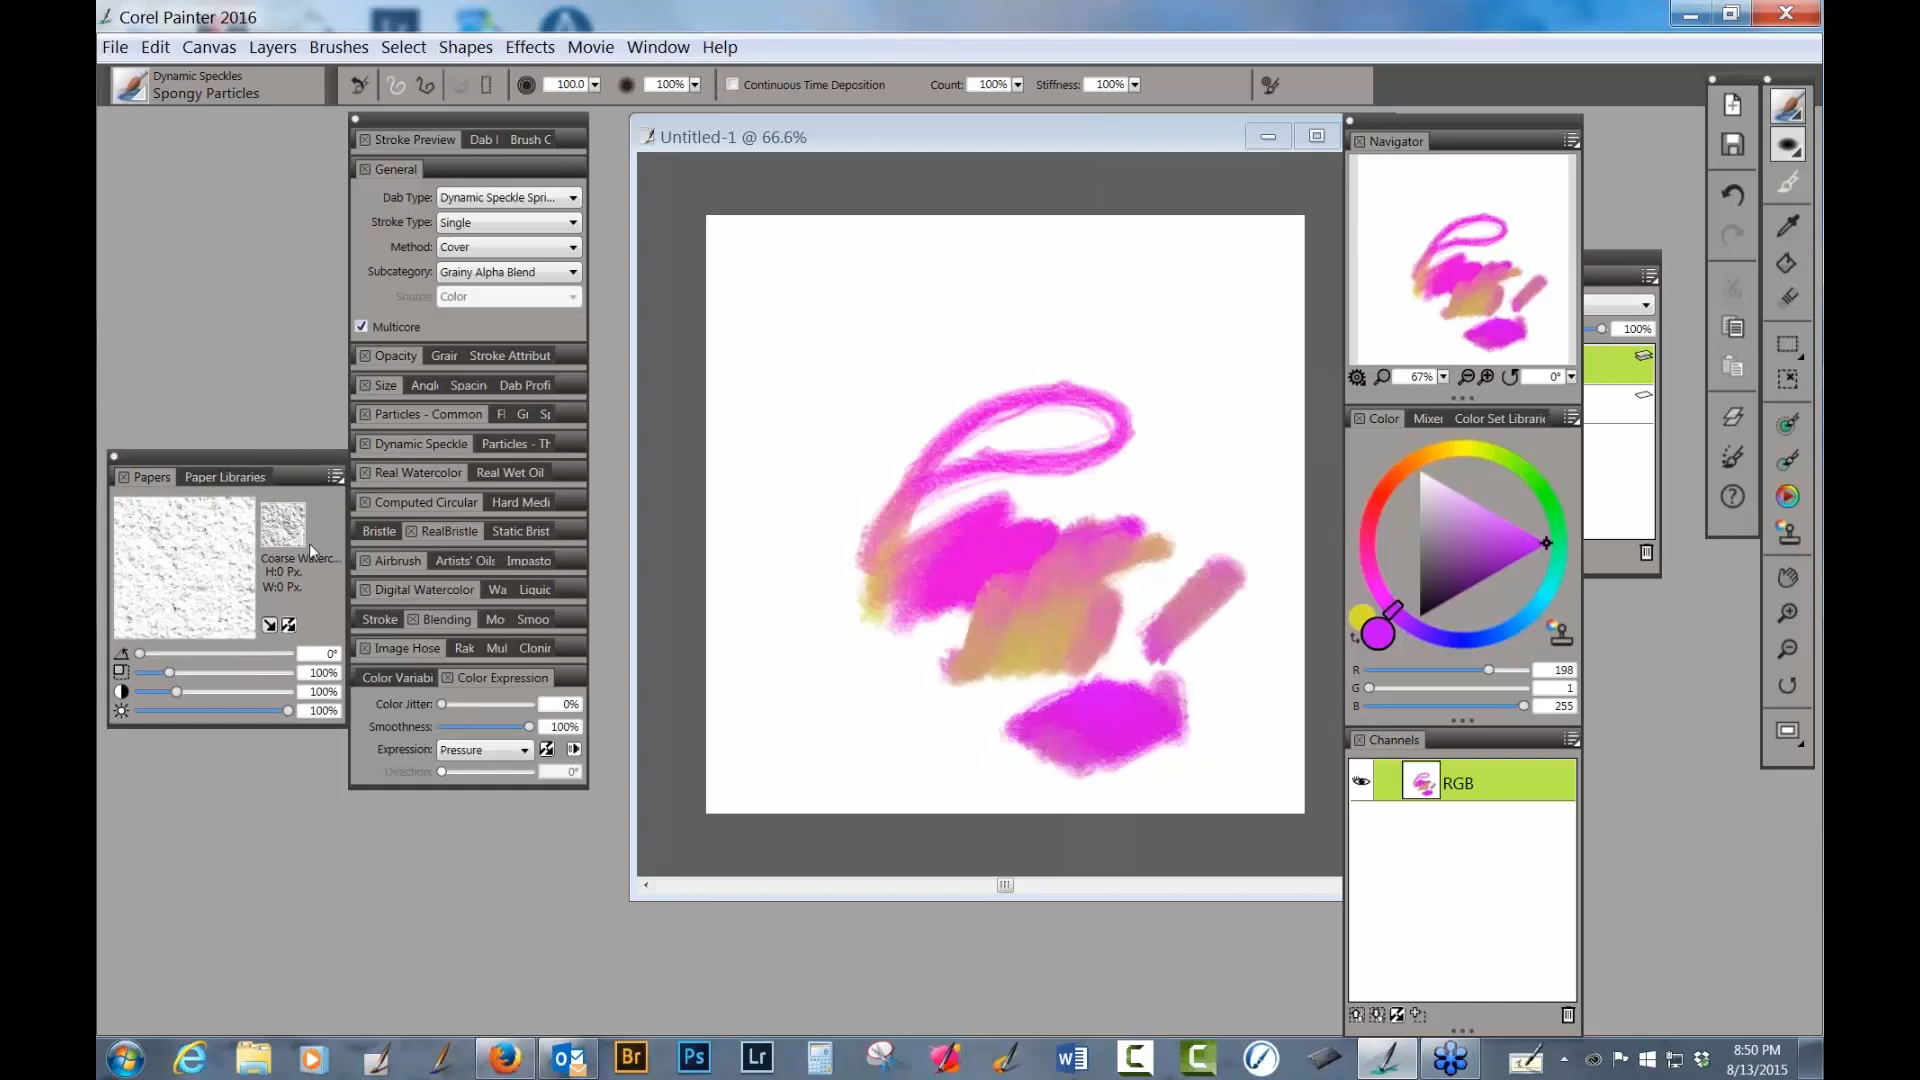 Corel Painter 2016
File Edit Canvas Layers Brushes Select Shapes Effects Movie Window Help
Dynamic Speckles
Spongy Particles
100.0
100%
Continuous Time Deposition
Count: 100%
Stiffness: 100%
Stroke Preview Dab I Brush C
General
Dab Type: Dynamic Speckle Spri...
Stroke Type: Single
Method: Cover
Subcategory: Grainy Alpha Blend
Source: Color
Multicore
Opacity Grair Stroke Attribut
Size Angl Spacin Dab Profi
Particles - Common Fl Gr Sp
Dynamic Speckle Particles - Th
Real Watercolor Real Wet Oil
Computed Circular Hard Medi
Bristle RealBristle Static Brist
Airbrush Artists' Oils Impasto
Digital Watercolor Wa Liquic
Stroke Blending Mo Smoo
Image Hose Rak Mul Clonir
Color Variabi Color Expression
Color Jitter: 0%
Smoothness: 100%
Expression: Pressure
Direction: 0°
Papers Paper Libraries
Coarse Waterc...
H:0 Px.
W:0 Px.
0°
100%
100%
100%
Untitled-1 @ 66.6%
Navigator
67%
0°
100%
Color Mixer Color Set Librarie
R 198
G 1
B 255
Channels
RGB
Br
Ps
Lr
8:50 PM
8/13/2015